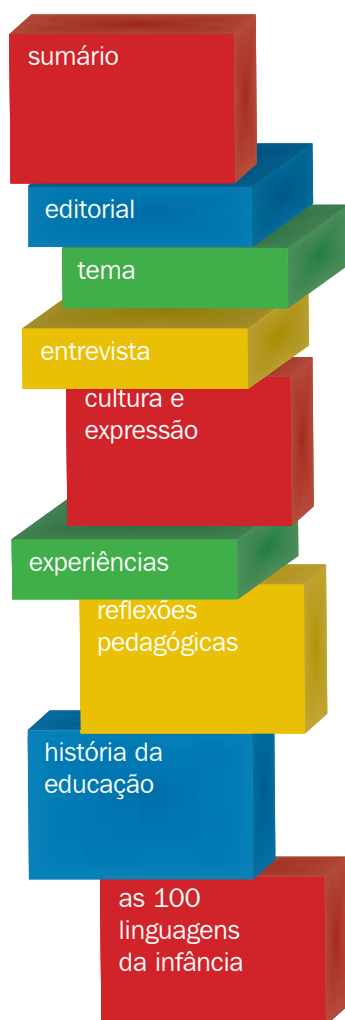 sumário
editorial
tema
entrevista
cultura e
expressão
experiências
reflexões
pedagógicas
história da
educação
as 100
linguagens
da infância